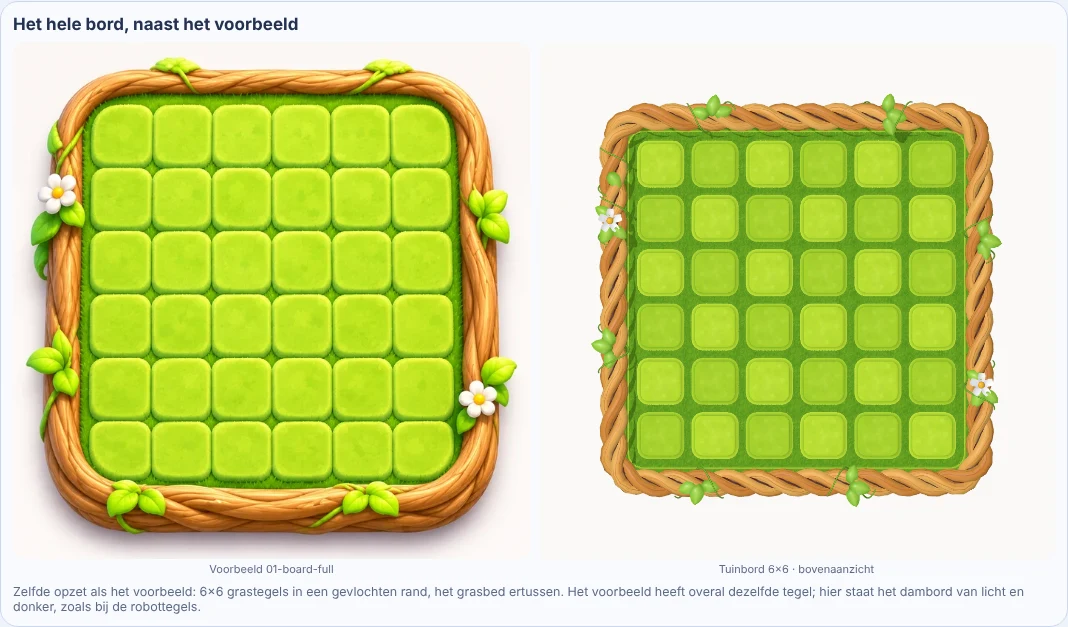 Het hele bord, naast het voorbeeld
Voorbeeld 01-board-full
Tuinbord 6×6 · bovenaanzicht
Zelfde opzet als het voorbeeld: 6×6 grastegels in een gevlochten rand, het grasbed ertussen. Het voorbeeld heeft overal dezelfde tegel; hier staat het dambord van licht en
donker, zoals bij de robottegels.